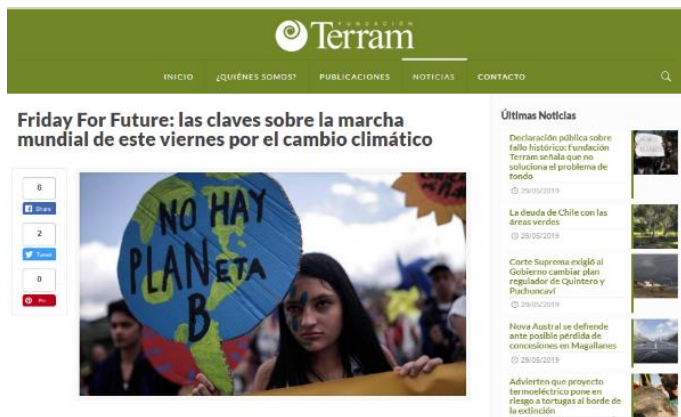 FUNDACIÓN
Terram
INICIO ¿QUIÉNES SOMOS? PUBLICACIONES NOTICIAS CONTACTO
Friday For Future: las claves sobre la marcha
mundial de este viernes por el cambio climático
6
Share
2
Tweet
0
Pin
NO HAY
PLANETA
B
Últimas Noticias
Declaración pública sobre
fallo histórico: Fundación
Terram señala que no
soluciona el problema de
fondo
29/05/2019
La deuda de Chile con las
áreas verdes
29/05/2019
Corte Suprema exigió al
Gobierno cambiar plan
regulador de Quintero y
Puchuncaví
29/05/2019
Nova Austral se defiende
ante posible pérdida de
concesiones en Magallanes
29/05/2019
Advierten que proyecto
termoeléctrico pone en
riesgo a tortugas al borde de
la extinción